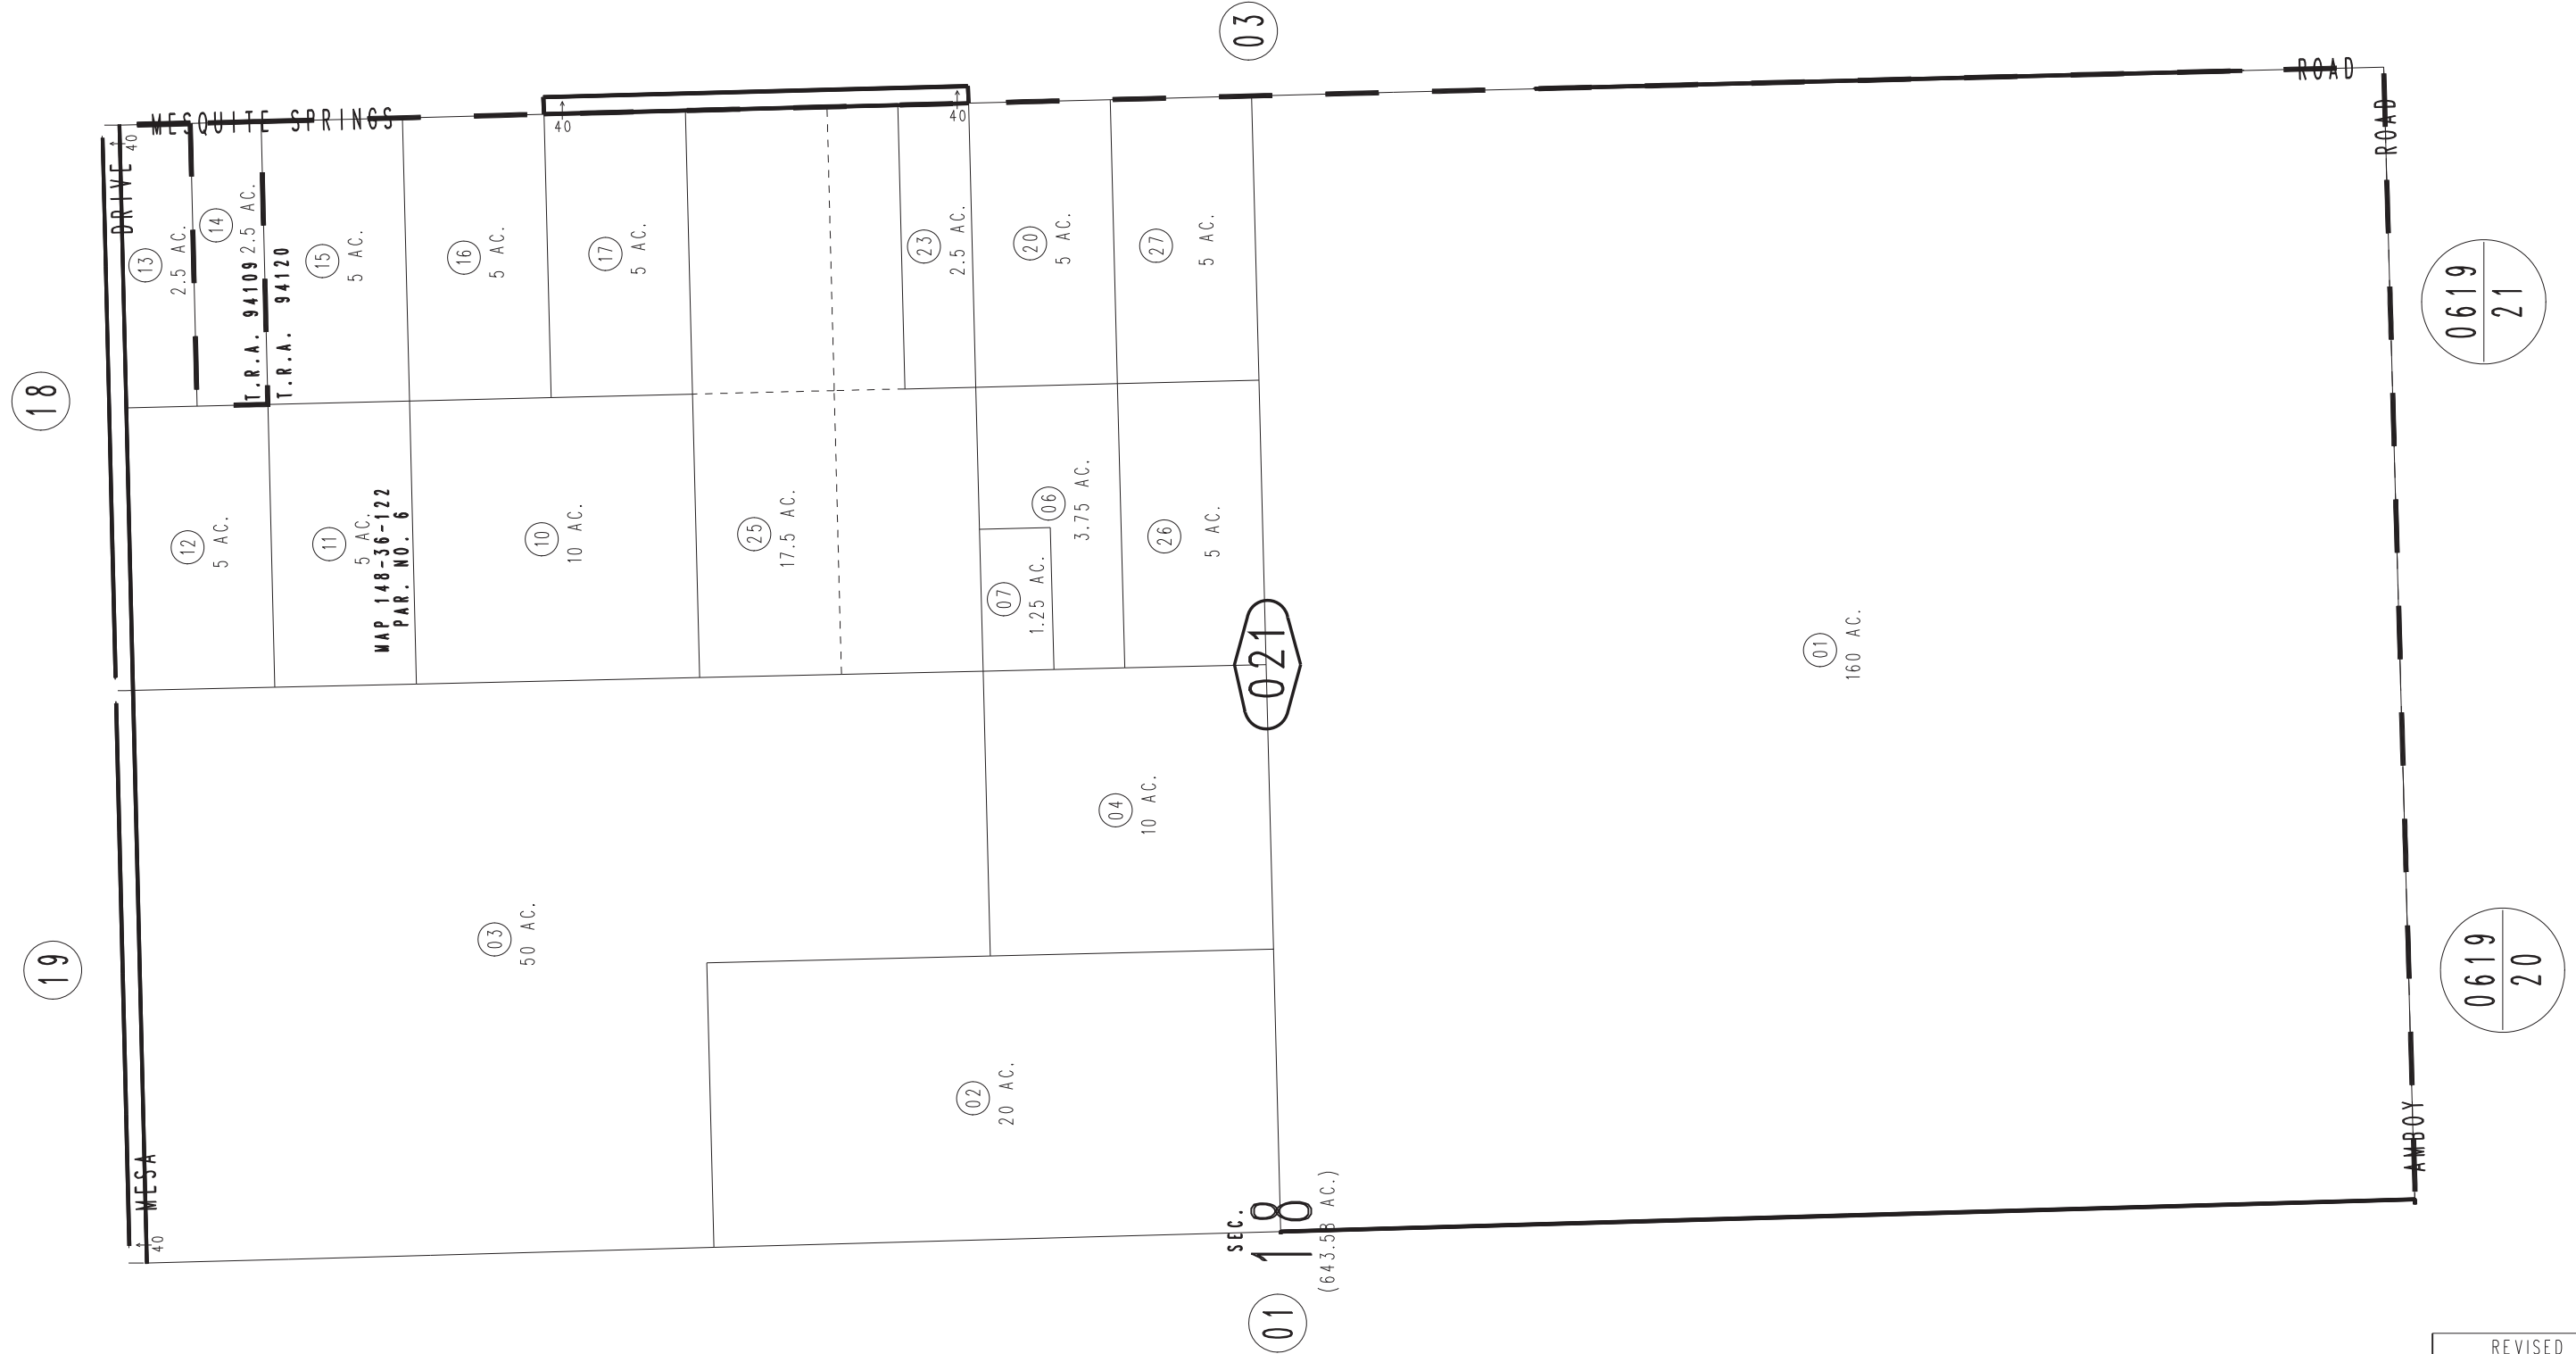 03
MESQUITE SPRINGS
ROAD
ROAD
DRIVE
40
40
40
13
2.5 AC.
14
2.5 AC.
T.R.A. 94109
T.R.A. 94120
15
5 AC.
16
5 AC.
17
5 AC.
23
2.5 AC.
20
5 AC.
27
5 AC.
0619
21
18
12
5 AC.
11
5 AC.
MAP 148-36-122
PAR. NO. 6
10
10 AC.
25
17.5 AC.
06
3.75 AC.
07
1.25 AC.
26
5 AC.
021
01
160 AC.
04
10 AC.
19
03
50 AC.
02
20 AC.
0619
20
MESA
40
SEC.
18
(643.58 AC.)
AMBOY
01
REVISED